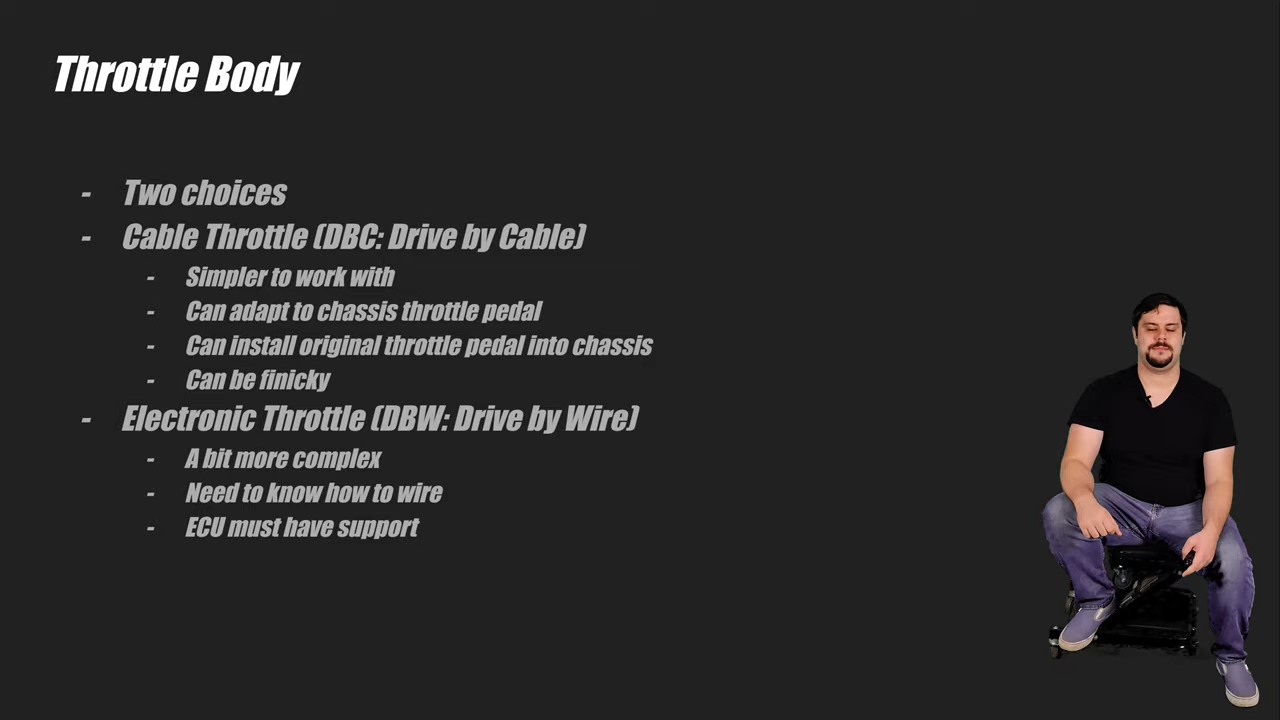 Throttle Body
- Two choices
- Cable Throttle (DBC: Drive by Cable)
- Simpler to work with
- Can adapt to chassis throttle pedal
- Can install original throttle pedal into chassis
- Can be finicky
- Electronic Throttle (DBW: Drive by Wire)
- A bit more complex
- Need to know how to wire
- ECU must have support